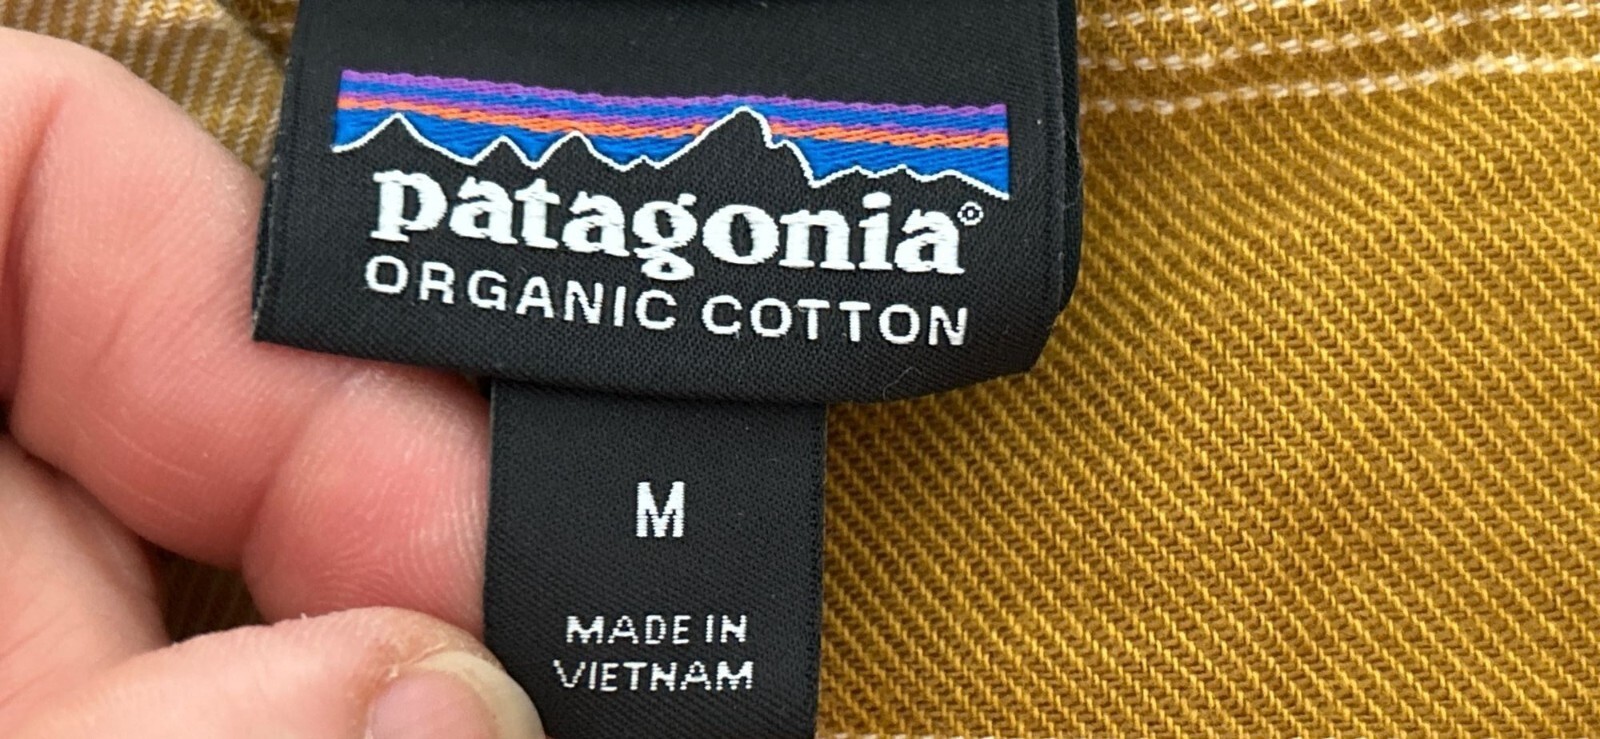 patagonia®
ORGANIC COTTON
M
MADE IN
VIETNAM